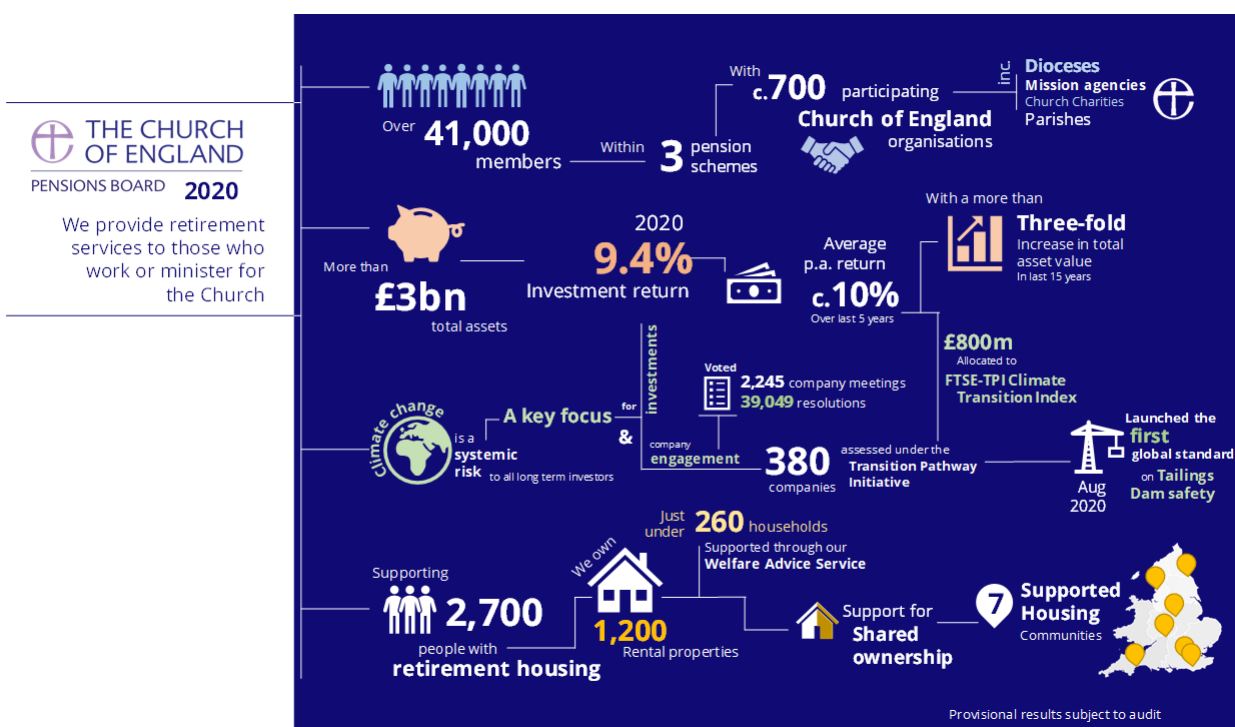 THE CHURCH
OF ENGLAND
PENSIONS BOARD 2020
We provide retirement
services to those who
work or minister for
the Church
Over 41,000
members
Within 3 pension
schemes
With
c.700 participating
Church of England
organisations
inc.
Dioceses
Mission agencies
Church Charities
Parishes
More than
£3bn
total assets
2020
9.4%
Investment return
Average
p.a. return
c.10%
Over last 5 years
With a more than
Three-fold
Increase in total
asset value
In last 15 years
£800m
Allocated to
FTSE-TPI Climate
Transition Index
Climate change
is a
systemic
risk to all long term investors
A key focus
for
investments
&
company
engagement
Voted
2,245 company meetings
39,049 resolutions
380
companies
assessed under the
Transition Pathway
Initiative
Aug
2020
Launched the
first
global standard
on Tailings
Dam safety
Supporting
2,700
people with
retirement housing
We own
1,200
Rental properties
Just
under 260 households
Supported through our
Welfare Advice Service
Support for
Shared
ownership
7 Supported
Housing
Communities
Provisional results subject to audit